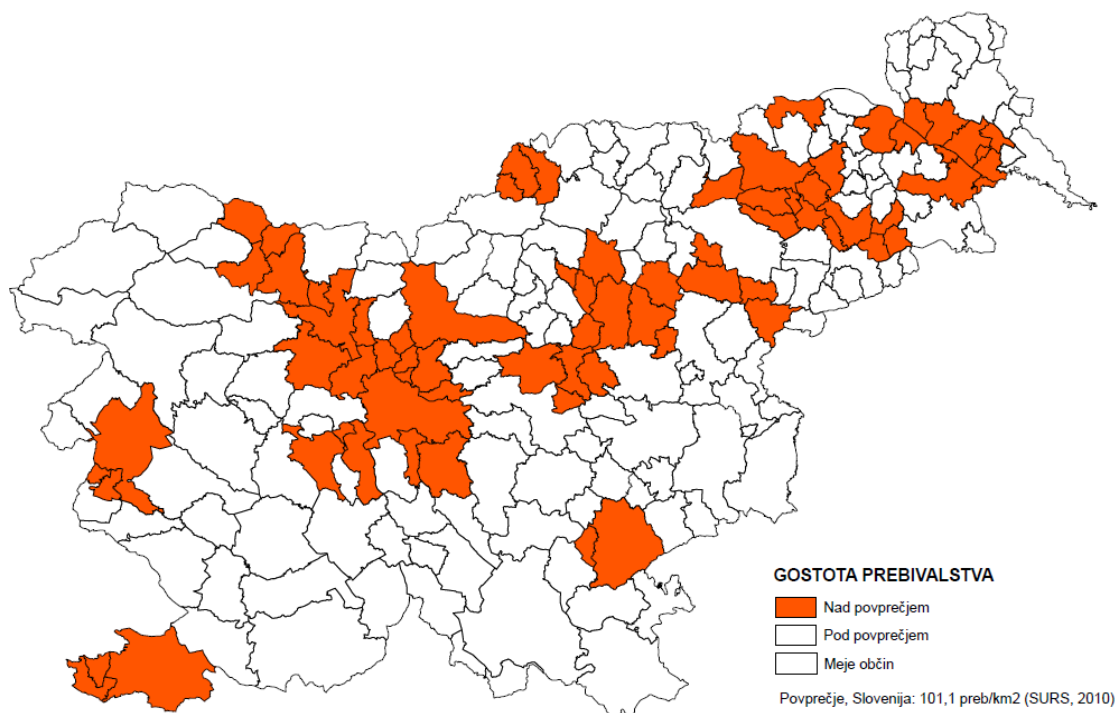 GOSTOTA PREBIVALSTVA
Nad povprečjem
Pod povprečjem
Meje občin
Povprečje, Slovenija: 101,1 preb/km2 (SURS, 2010)